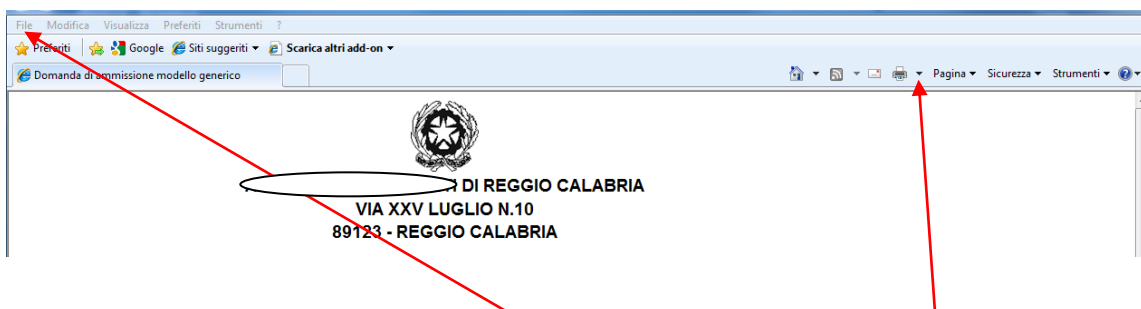 File Modifica Visualizza Preferiti Strumenti ?
Preferiti Google Siti suggeriti Scarica altri add-on
Domanda di ammissione modello generico Pagina Sicurezza Strumenti
DI REGGIO CALABRIA
VIA XXV LUGLIO N.10
89123 - REGGIO CALABRIA